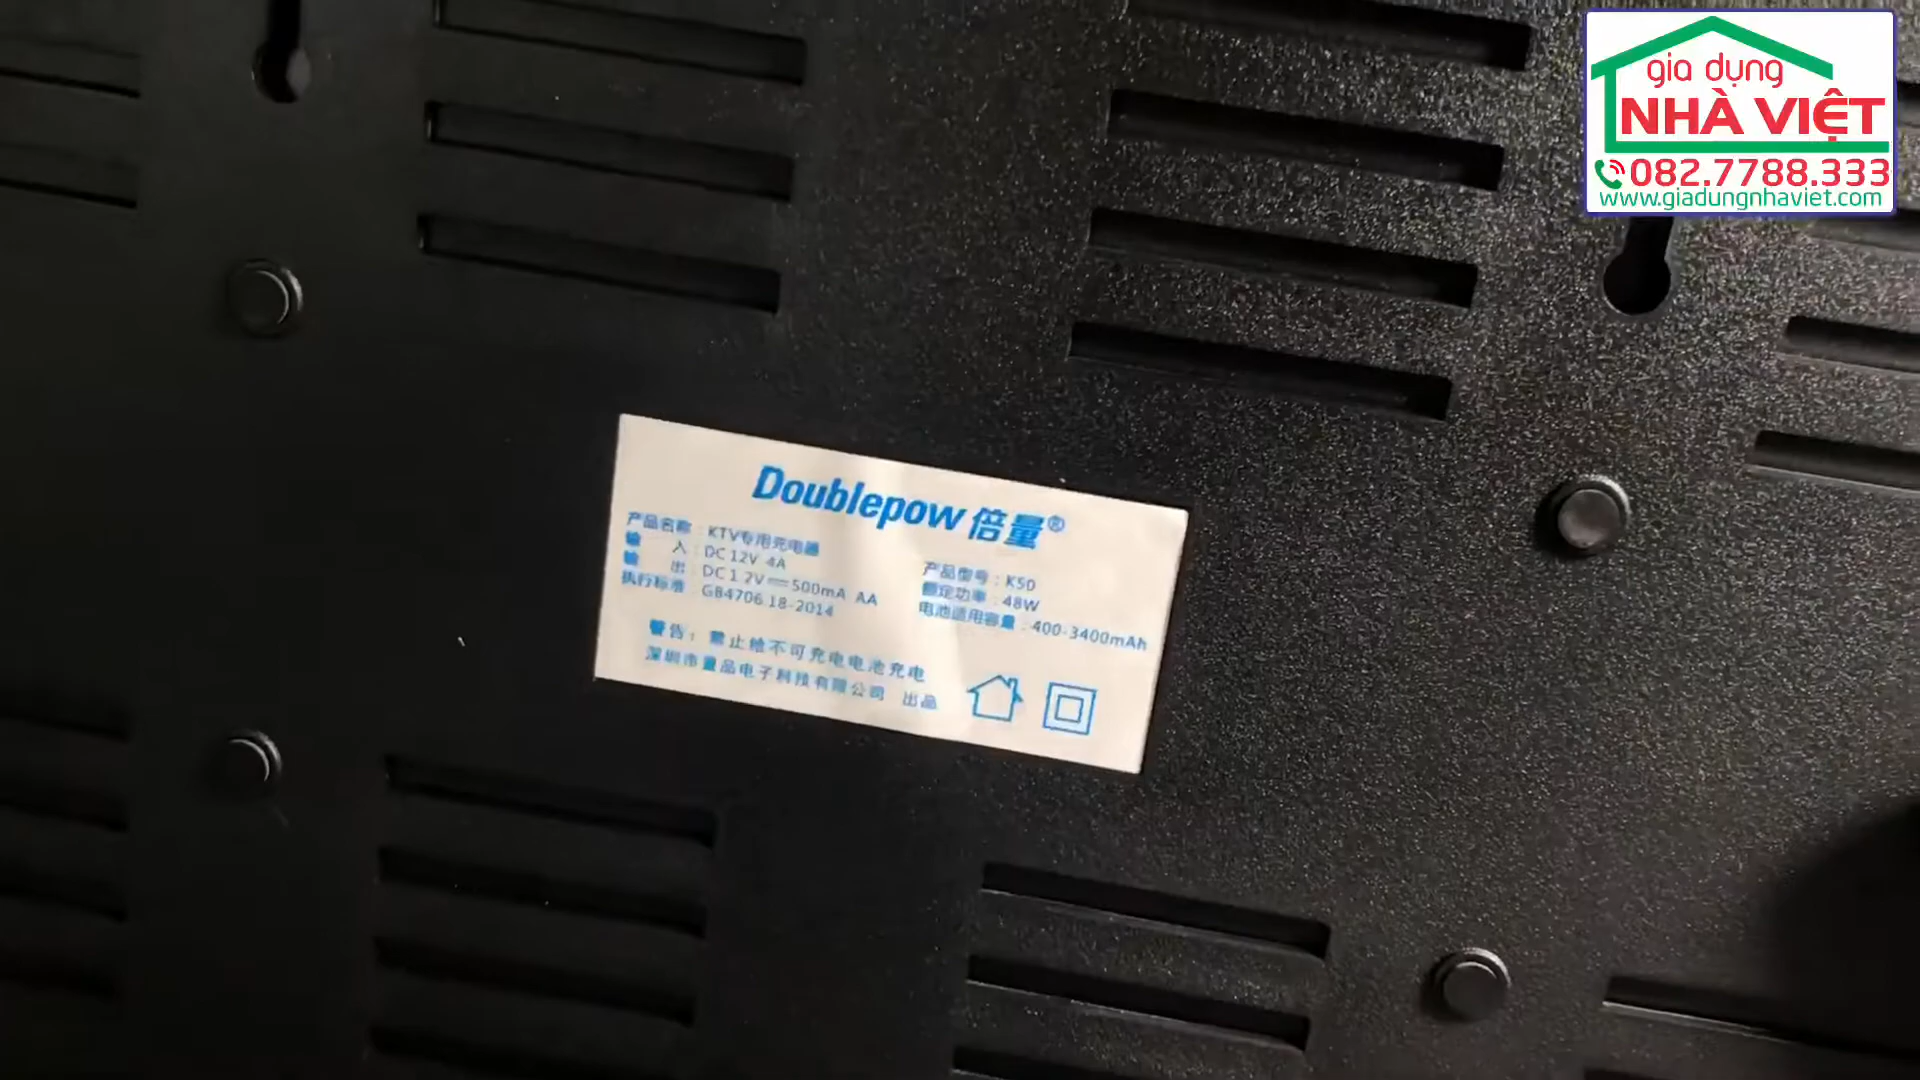 gia dụng
NHÀ VIỆT
082.7788.333
www.giadungnhaviet.com
Doublepow 倍量®
产品名称：KTV专用充电器
输入：DC 12V 4A
输出：DC 1.2V 500mA AA
执行标准：GB4706.18-2014
产品型号：K50
额定功率：48W
电池适用容量：400-3400mAh
警告：禁止给不可充电电池充电
深圳市量品电子科技有限公司 出品